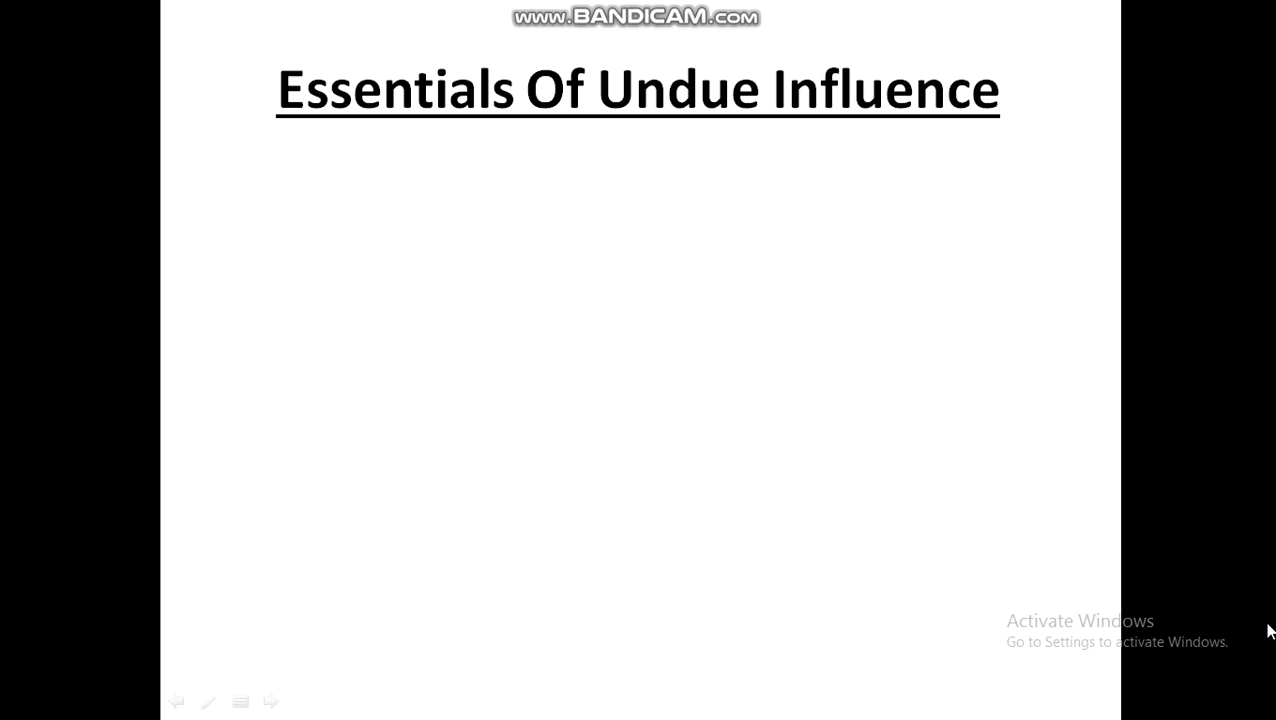 www.BANDICAM.com
Essentials Of Undue Influence
Activate Windows
Go to Settings to activate Windows.